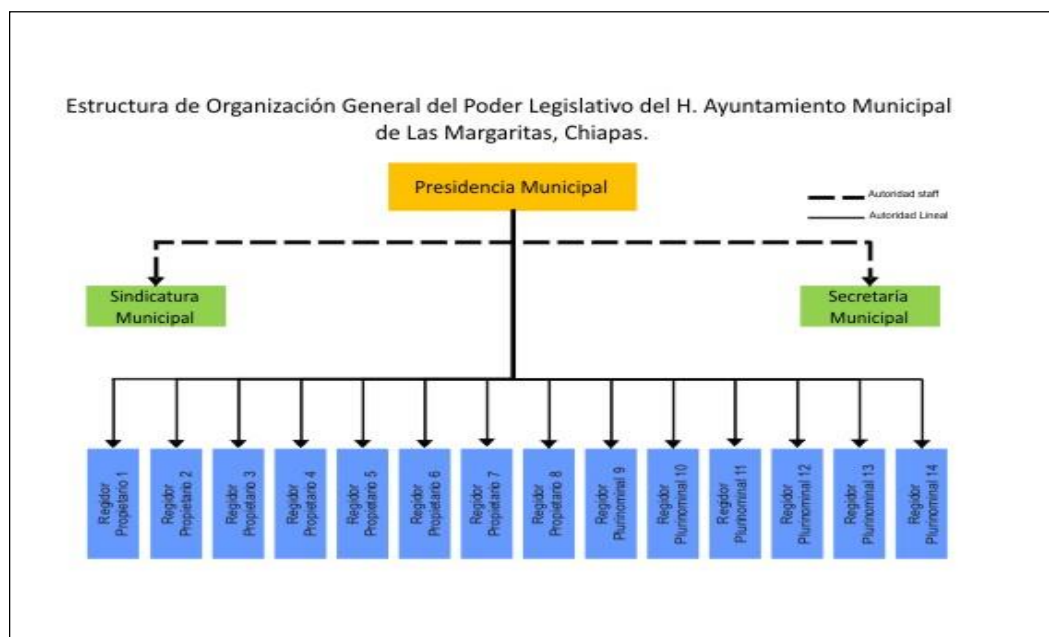 Estructura de Organización General del Poder Legislativo del H. Ayuntamiento Municipal
de Las Margaritas, Chiapas.
Presidencia Municipal
Autoridad staff
Autoridad Lineal
Sindicatura
Municipal
Secretaría
Municipal
Regidor
Propietario 1
Regidor
Propietario 2
Regidor
Propietario 3
Regidor
Propietario 4
Regidor
Propietario 5
Regidor
Propietario 6
Regidor
Propietario 7
Regidor
Propietario 8
Regidor
Plurinominal 9
Regidor
Plurinominal 10
Regidor
Plurinominal 11
Regidor
Plurinominal 12
Regidor
Plurinominal 13
Regidor
Plurinominal 14